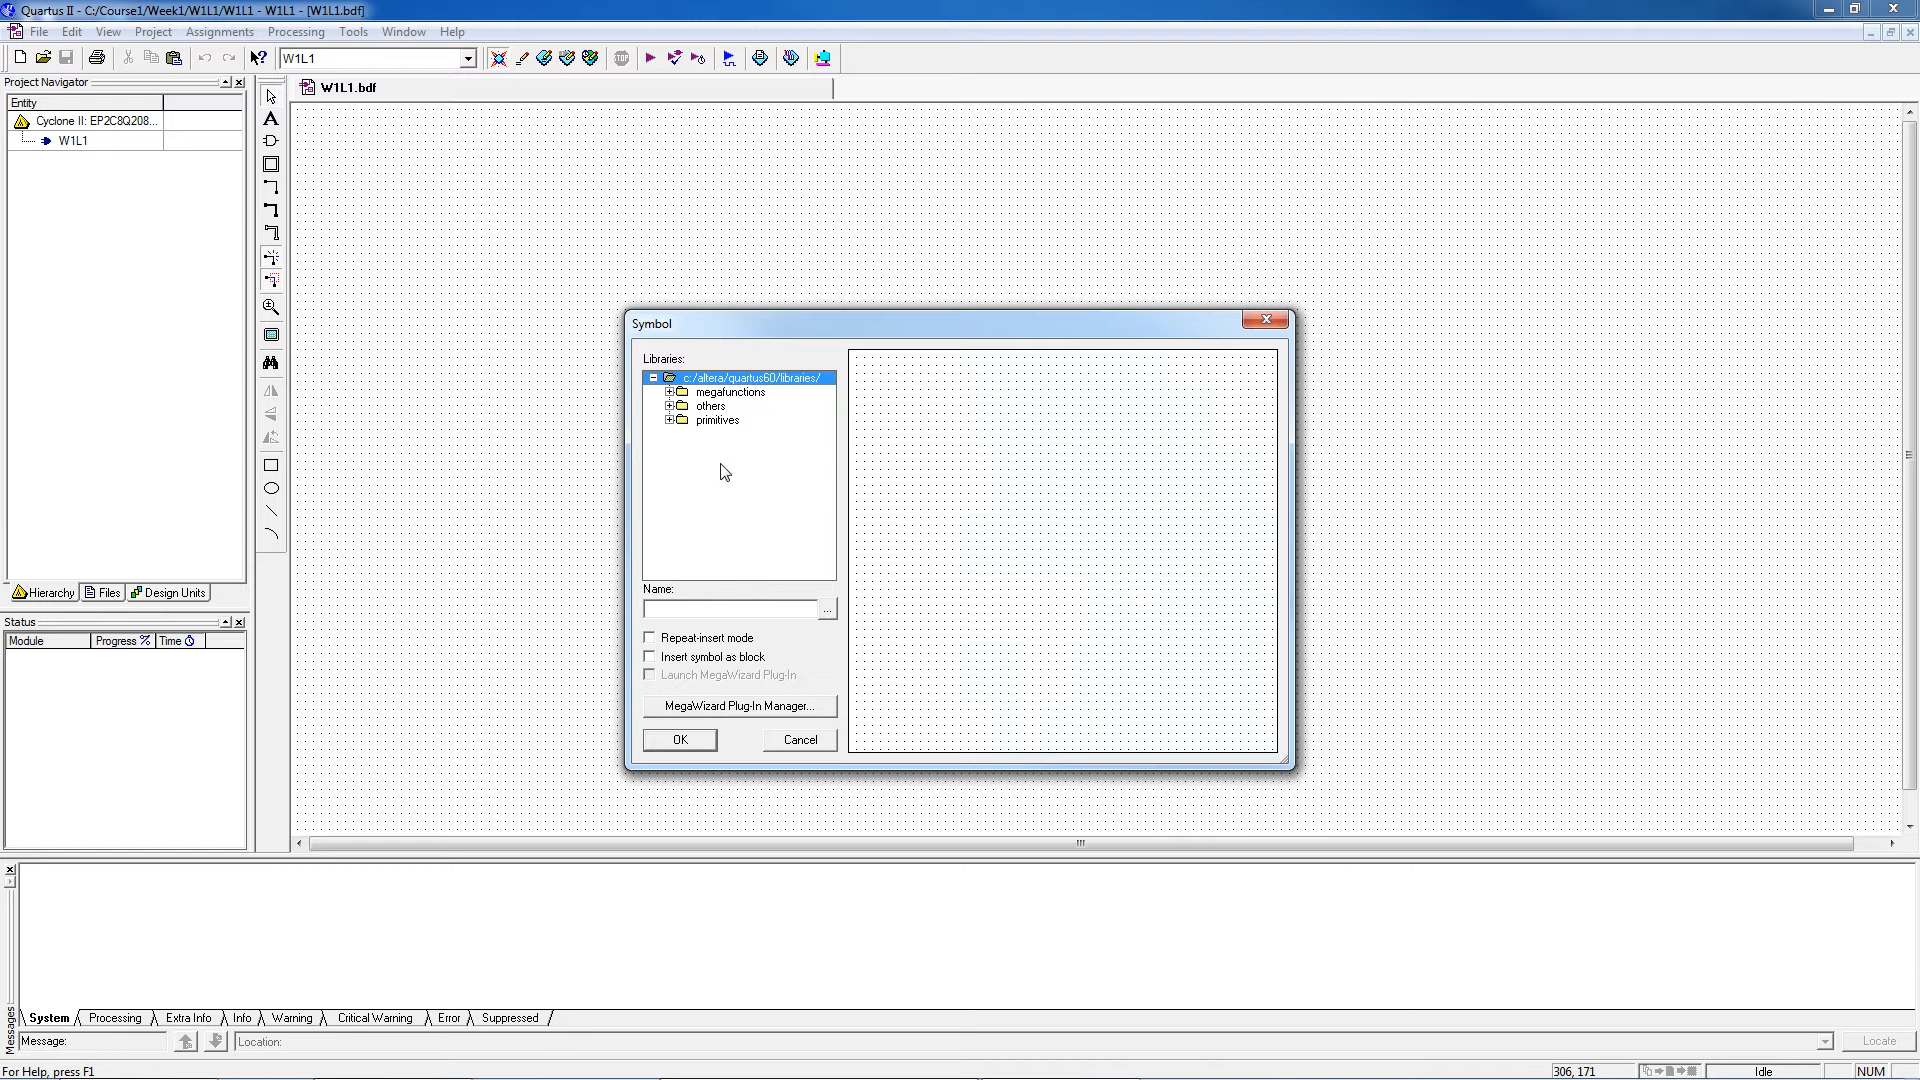 Quartus II - C:/Course1/Week1/W1L1/W1L1 - W1L1 - [W1L1.bdf]
File Edit View Project Assignments Processing Tools Window Help
W1L1
Project Navigator
W1L1.bdf
Entity
Cyclone II: EP2C8Q208...
W1L1
Symbol
Libraries:
c:/altera/quartus60/libraries/
megafunctions
others
primitives
Name:
...
Repeat-insert mode
Insert symbol as block
Launch MegaWizard Plug-In
MegaWizard Plug-In Manager...
OK Cancel
Hierarchy Files Design Units
Status
Module Progress % Time
System Processing Extra Info Info Warning Critical Warning Error Suppressed
Messages
Message: Location: Locate
For Help, press F1 306, 171 Idle NUM